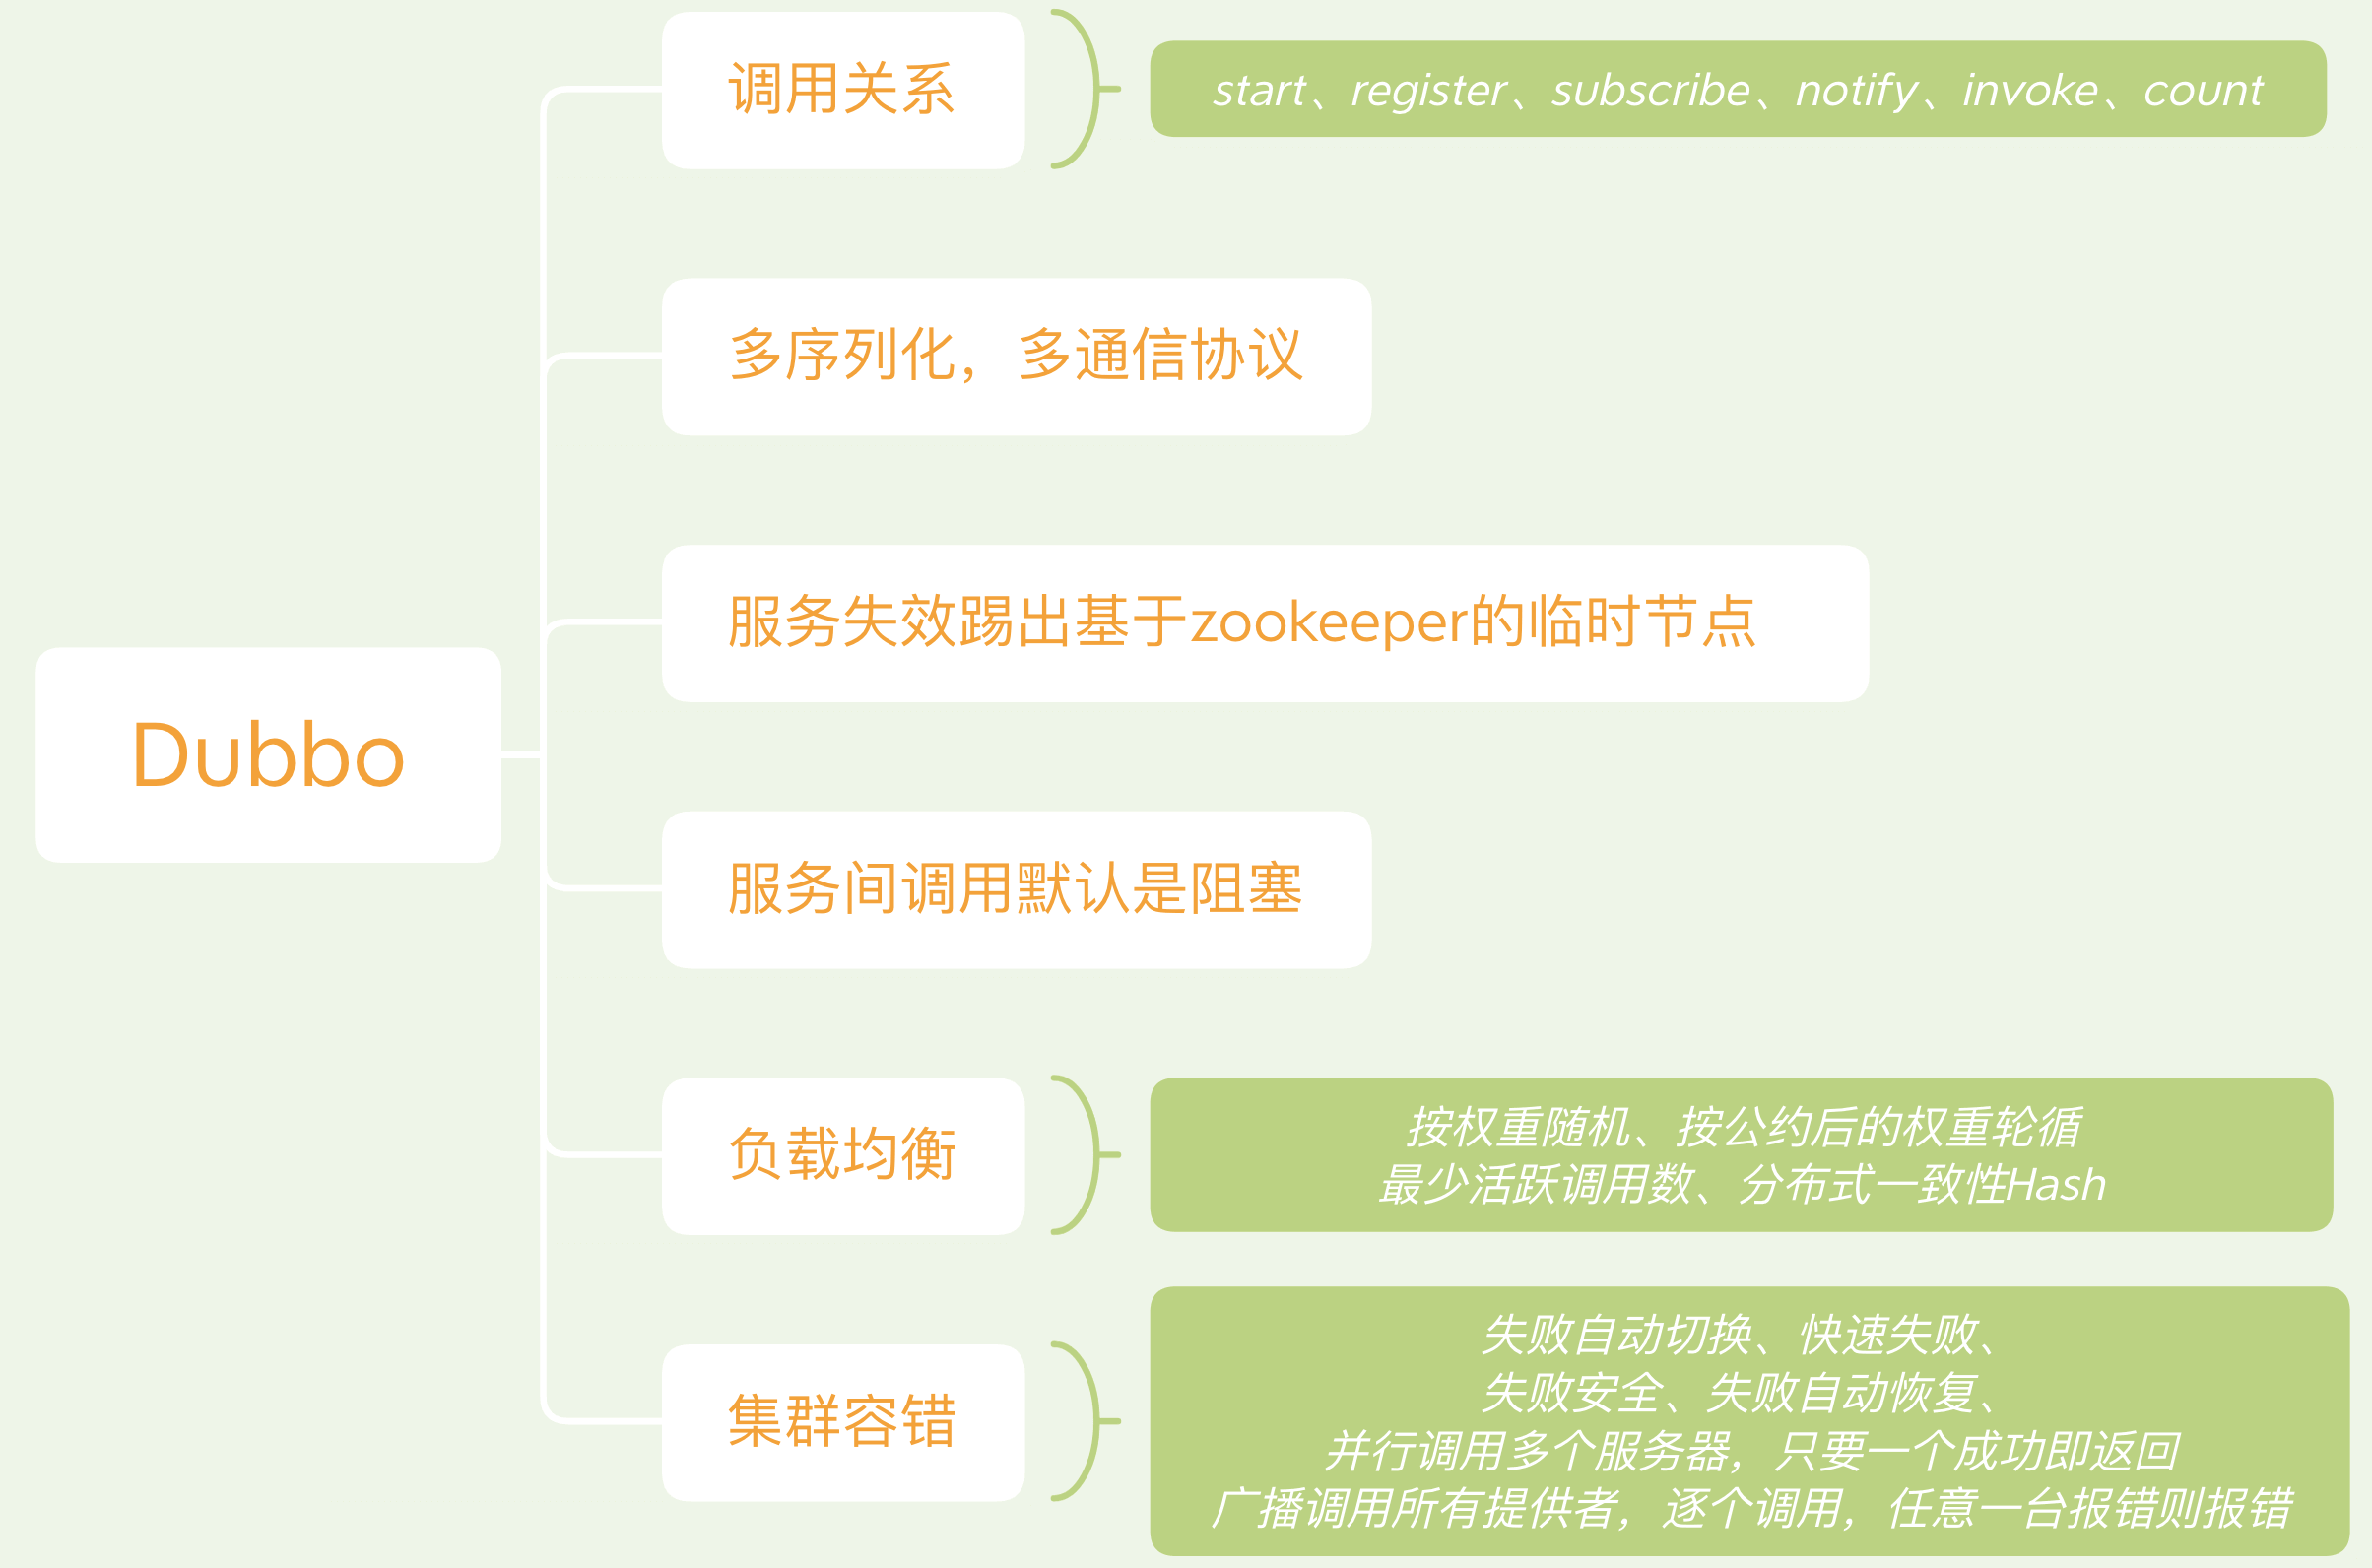 调用关系
start、register、subscribe、notify、invoke、count
多序列化，多通信协议
服务失效踢出基于zookeeper的临时节点
Dubbo
服务间调用默认是阻塞
负载均衡
按权重随机、按公约后的权重轮循
最少活跃调用数、分布式一致性Hash
集群容错
失败自动切换、快速失败、
失败安全、失败自动恢复、
并行调用多个服务器，只要一个成功即返回
广播调用所有提供者，逐个调用，任意一台报错则报错